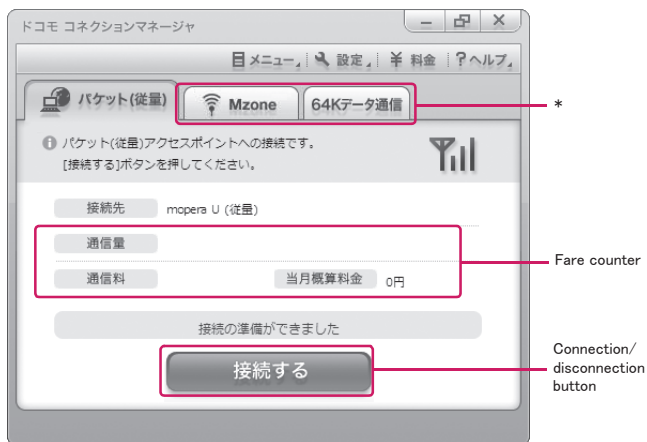 ドコモ コネクションマネージャ
メニュー 設定 ¥ 料金 ?ヘルプ
パケット(従量) Mzone 64Kデータ通信
*
パケット(従量)アクセスポイントへの接続です。
[接続する]ボタンを押してください。
接続先 mopera U (従量)
通信量
通信料 当月概算料金 0円
Fare counter
接続の準備ができました
接続する
Connection/
disconnection
button